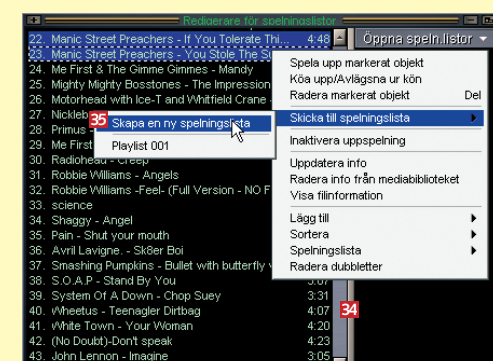 Redigerare för spelningslistor
22. Manic Street Preachers - If You Tolerate Thi... 4:48
23. Manic Street Preachers - You Stole The
24. Me First & The Gimme Gimmes - Mandy
25. Mighty Mighty Bosstones - The Impression
26. Motorhead with Ice-T and Whitfield Crane -
27. Nickleb
28. Primus -
29. Me First
30. Radiohead - Creep
31. Robbie Williams - Angels
32. Robbie Williams -Feel- (Full Version - NO F
33. science
34. Shaggy - Angel
35. Pain - Shut your mouth
36. Avril Lavigne. - Sk8er Boi
37. Smashing Pumpkins - Bullet with butterfly
38. S.O.A.P - Stand By You 3:07
39. System Of A Down - Chop Suey 3:31
40. Wheetus - Teenagler Dirtbag 4:07
41. White Town - Your Woman 4:20
42. (No Doubt)-Don't speak 4:23
43. John Lennon - Imagine 3:05
Öppna speln.listor
Spela upp markerat objekt
Köa upp/Avlägsna ur kön
Radera markerat objekt Del
Skicka till spelningslista
Inaktivera uppspelning
Uppdatera info
Radera info från mediabiblioteket
Visa filinformation
Lägg till
Sortera
Spelningslista
Radera dubbletter
35
Skapa en ny spelningslista
Playlist 001
34